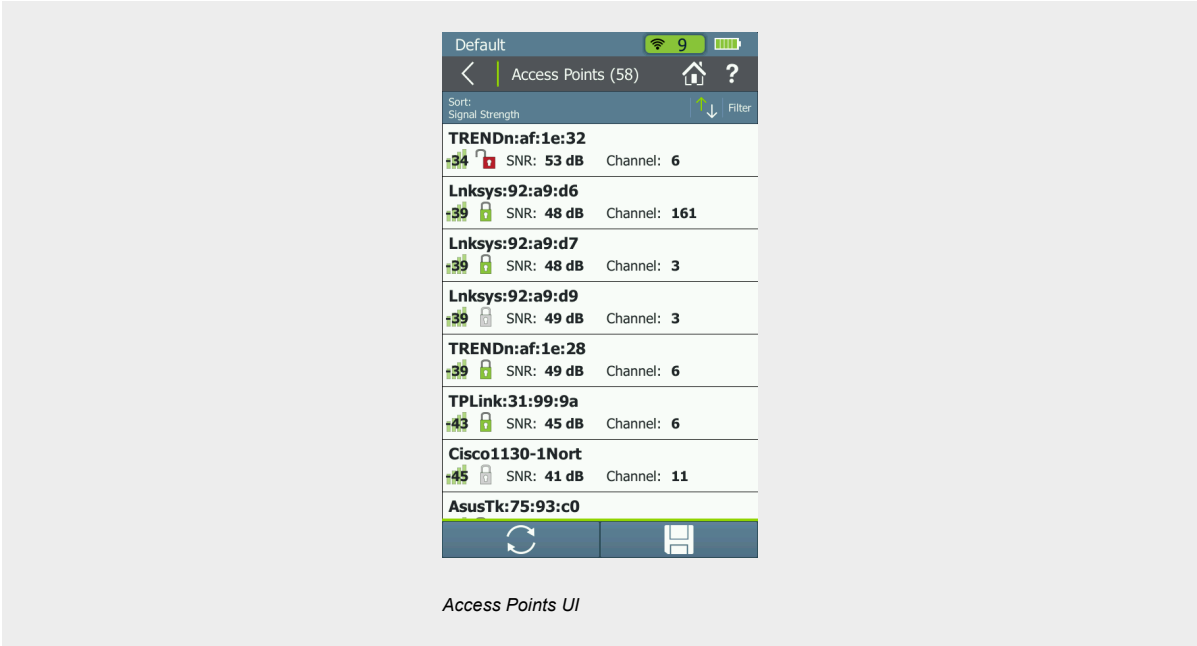 Default 9
Access Points (58) ?
Sort:
Signal Strength
Filter
TRENDn:af:1e:32
-34 SNR: 53 dB Channel: 6
Lnksys:92:a9:d6
-39 SNR: 48 dB Channel: 161
Lnksys:92:a9:d7
-39 SNR: 48 dB Channel: 3
Lnksys:92:a9:d9
-39 SNR: 49 dB Channel: 3
TRENDn:af:1e:28
-39 SNR: 49 dB Channel: 6
TPLink:31:99:9a
-43 SNR: 45 dB Channel: 6
Cisco1130-1Nort
-45 SNR: 41 dB Channel: 11
AsusTk:75:93:c0
Access Points UI